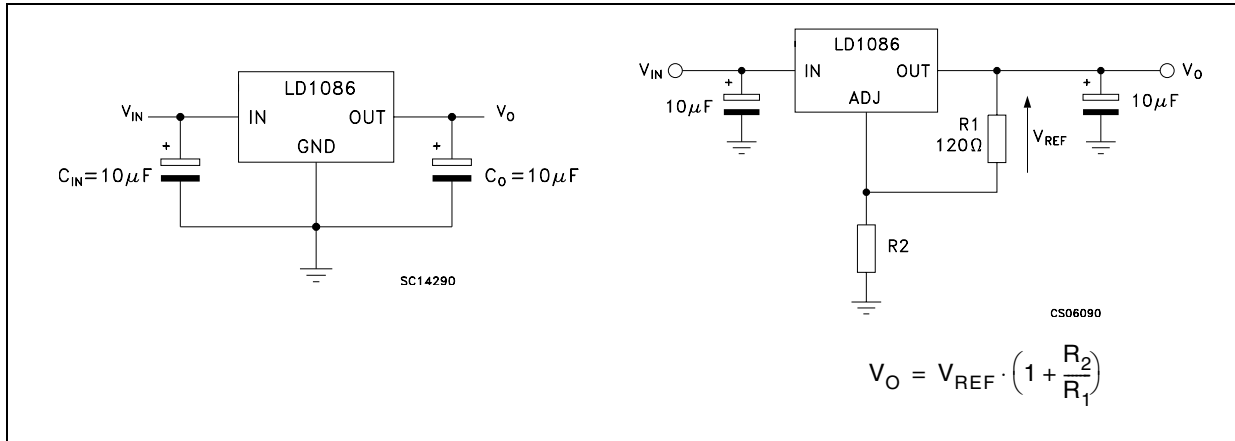 LD1086
V_IN
IN
OUT
V_O
GND
+
+
C_IN=10μF
C_O=10μF
SC14290
LD1086
V_IN
IN
OUT
V_O
ADJ
+
+
10μF
10μF
R1
120Ω
V_REF
R2
CS06090
V_O = V_REF · (1 + R_2/R_1)